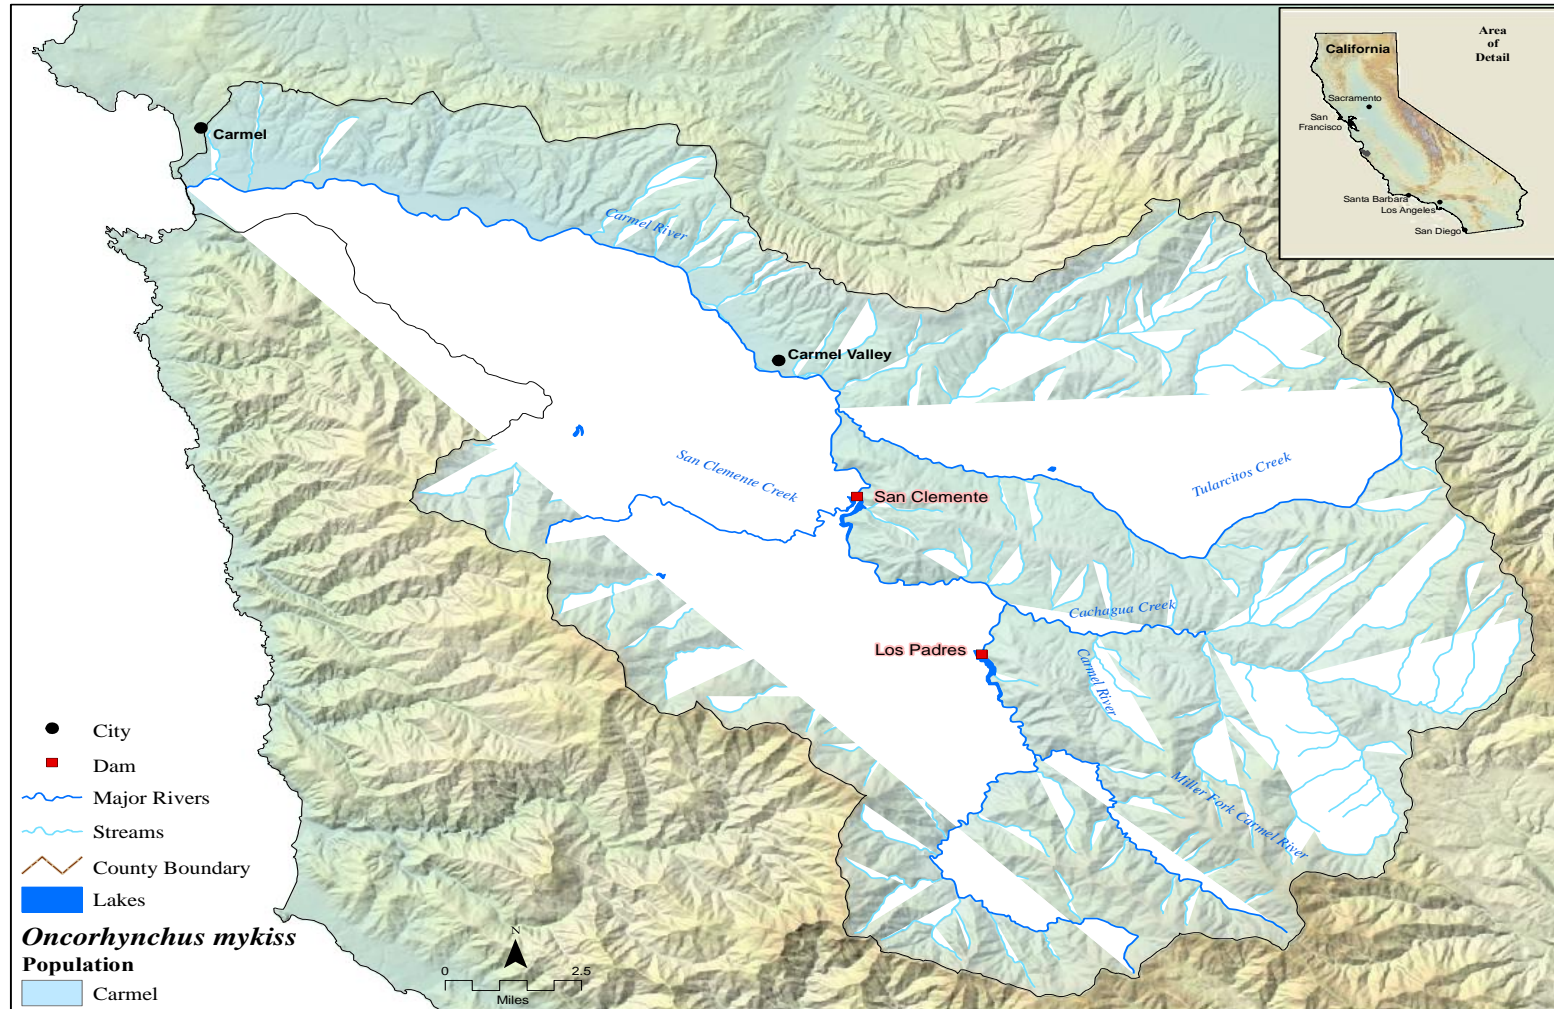 Area
of
Detail
California
Sacramento
San
Francisco
Santa Barbara
Los Angeles
San Diego
Carmel
Carmel River
Carmel Valley
San Clemente Creek
San Clemente
Tularcitos Creek
Cachagua Creek
Los Padres
Carmel
River
Miller Fork Carmel River
City
Dam
Major Rivers
Streams
County Boundary
Lakes
Oncorhynchus mykiss
Population
Carmel
N
0 2.5
Miles